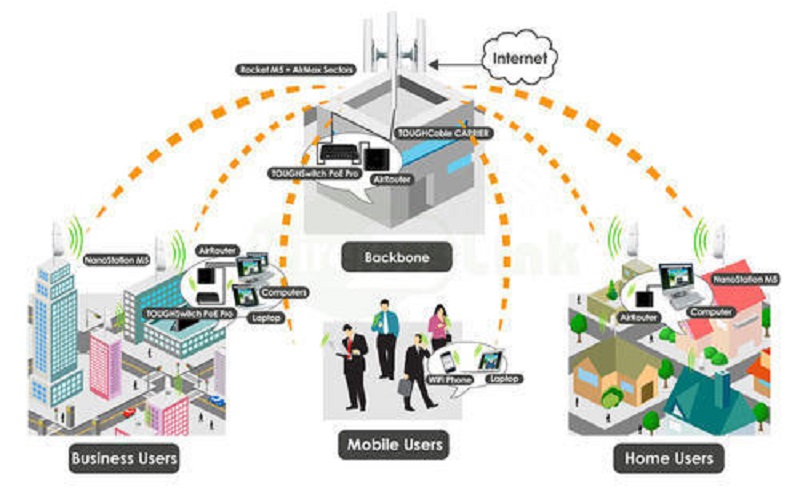 Internet
Rocket M5 + AirMax Sectors
TOUGHCable CARRIER
TOUGHSwitch PoE Pro
AirRouter
Backbone
NanoStation M5
AirRouter
Computers
TOUGHSwitch PoE Pro
Laptop
NanoStation M5
AirRouter
Computer
WiFi Phone
Laptop
Business Users
Mobile Users
Home Users